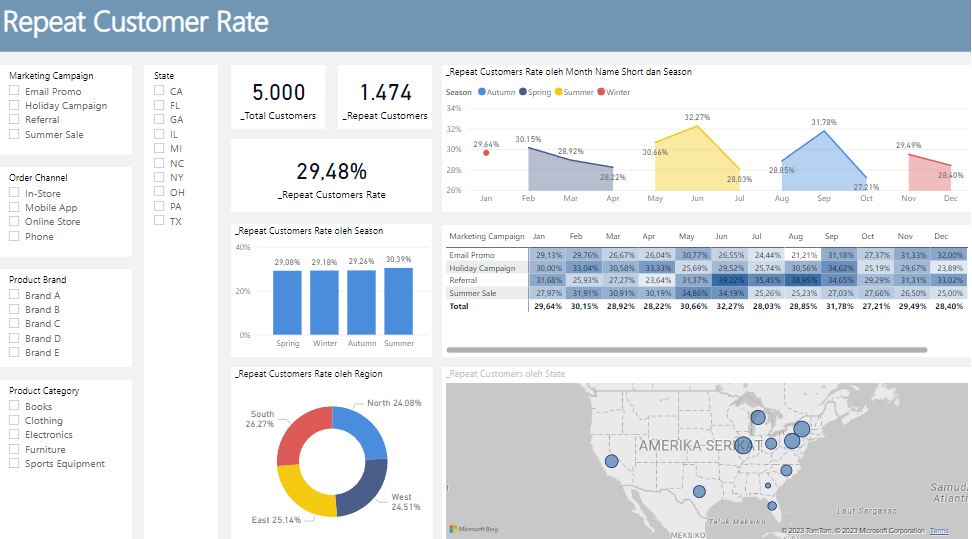 Repeat Customer Rate
Marketing Campaign
Email Promo
Holiday Campaign
Referral
Summer Sale
Order Channel
In-Store
Mobile App
Online Store
Phone
Product Brand
Brand A
Brand B
Brand C
Brand D
Brand E
Product Category
Books
Clothing
Electronics
Furniture
Sports Equipment
State
CA
FL
GA
IL
MI
NC
NY
OH
PA
TX
5.000
_Total Customers
1.474
_Repeat Customers
29,48%
_Repeat Customers Rate
_Repeat Customers Rate oleh Season
40%
20%
0%
29,08% 29,18% 29,26% 30,39%
Spring Winter Autumn Summer
_Repeat Customers Rate oleh Region
North 24,08%
South
26,27%
West
24,51%
East 25,14%
_Repeat Customers Rate oleh Month Name Short dan Season
Season Autumn Spring Summer Winter
34%
32%
30%
28%
26%
29,64% 30,15% 28,92% 28,22% 30,66% 32,27% 28,03% 28,85% 31,78% 27,21% 29,49% 28,40%
Jan Feb Mar Apr May Jun Jul Aug Sep Oct Nov Dec
Marketing Campaign Jan Feb Mar Apr May Jun Jul Aug Sep Oct Nov Dec
Email Promo 29,13% 29,76% 26,67% 26,04% 30,77% 26,55% 24,44% 21,21% 31,18% 27,37% 31,33% 32,00%
Holiday Campaign 30,00% 33,04% 30,58% 33,33% 25,69% 29,52% 25,74% 30,56% 34,62% 25,19% 29,67% 23,89%
Referral 31,68% 25,93% 27,27% 23,64% 31,37% 39,22% 35,45% 38,95% 34,65% 29,29% 31,31% 33,02%
Summer Sale 27,97% 31,91% 30,91% 30,19% 34,86% 34,19% 25,26% 25,23% 27,03% 27,66% 26,50% 25,00%
Total 29,64% 30,15% 28,92% 28,22% 30,66% 32,27% 28,03% 28,85% 31,78% 27,21% 29,49% 28,40%
_Repeat Customers oleh State
AMERIKA SERIKAT
Samud
Atlanti
Laut Sargasso
Teluk Meksiko
MEKSIKO
Microsoft Bing
© 2023 TomTom, © 2023 Microsoft Corporation Terms